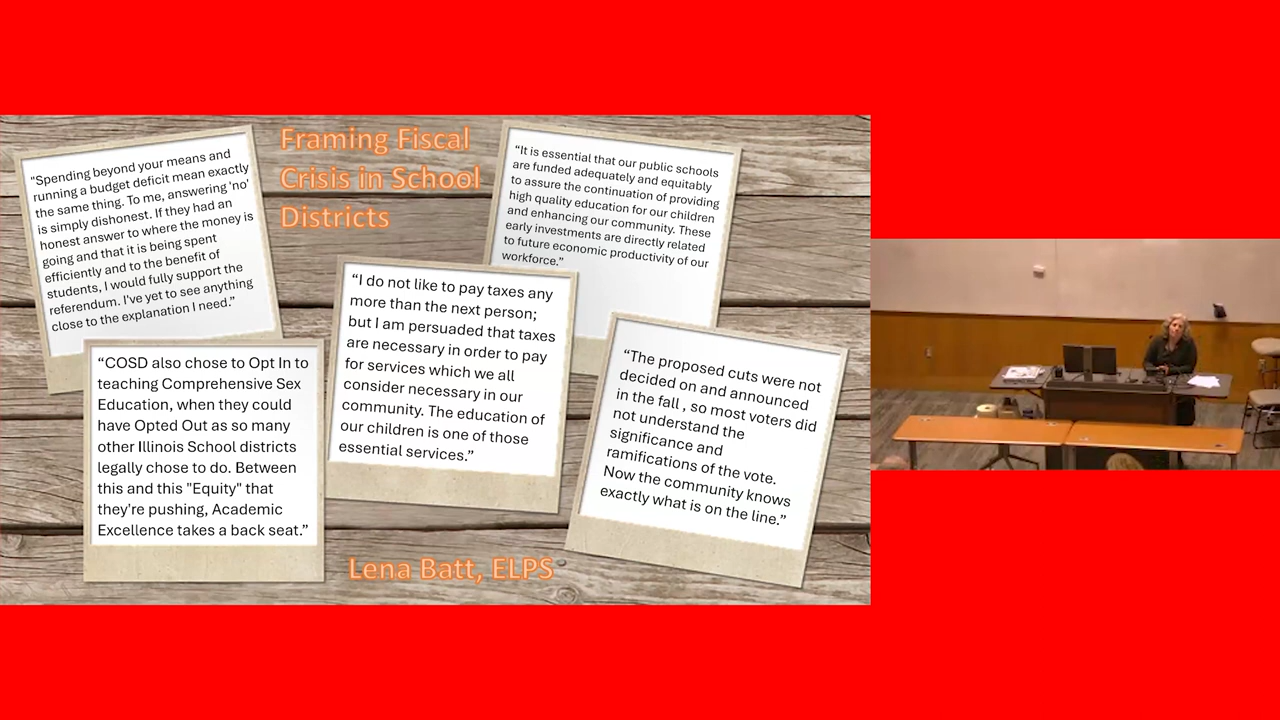 Framing Fiscal
Crisis in School
Districts
“Spending beyond your means and
running a budget deficit mean exactly
the same thing. To me, answering 'no'
is simply dishonest. If they had an
honest answer to where the money is
going and that it is being spent
efficiently and to the benefit of
students, I would fully support the
referendum. I've yet to see anything
close to the explanation I need.”
“It is essential that our public schools
are funded adequately and equitably
to assure the continuation of providing
high quality education for our children
and enhancing our community. These
early investments are directly related
to future economic productivity of our
workforce.”
“I do not like to pay taxes any
more than the next person;
but I am persuaded that taxes
are necessary in order to pay
for services which we all
consider necessary in our
community. The education of
our children is one of those
essential services.”
“COSD also chose to Opt In to
teaching Comprehensive Sex
Education, when they could
have Opted Out as so many
other Illinois School districts
legally chose to do. Between
this and this "Equity" that
they're pushing, Academic
Excellence takes a back seat.”
“The proposed cuts were not
decided on and announced
in the fall , so most voters did
not understand the
significance and
ramifications of the vote.
Now the community knows
exactly what is on the line.”
Lena Batt, ELPS